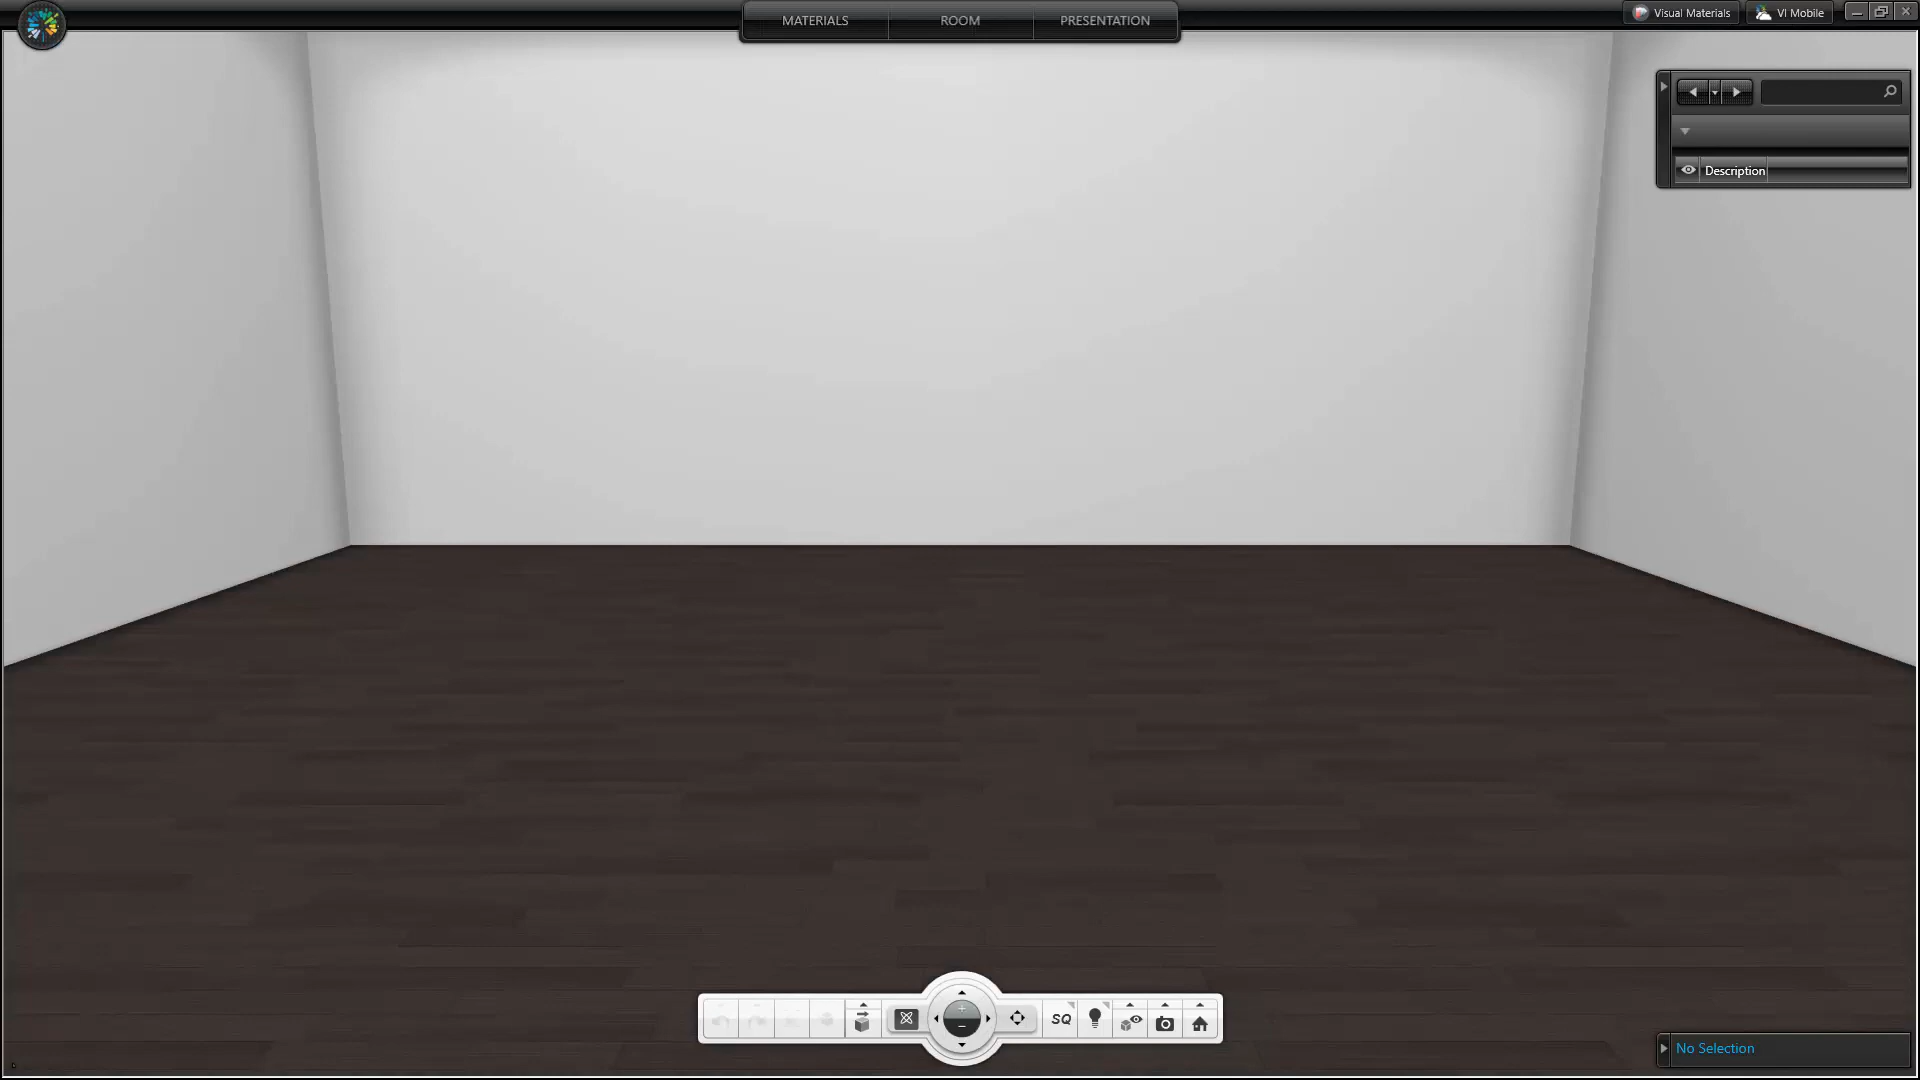 MATERIALS
ROOM
PRESENTATION
Visual Materials
VI Mobile
Description
SQ
No Selection